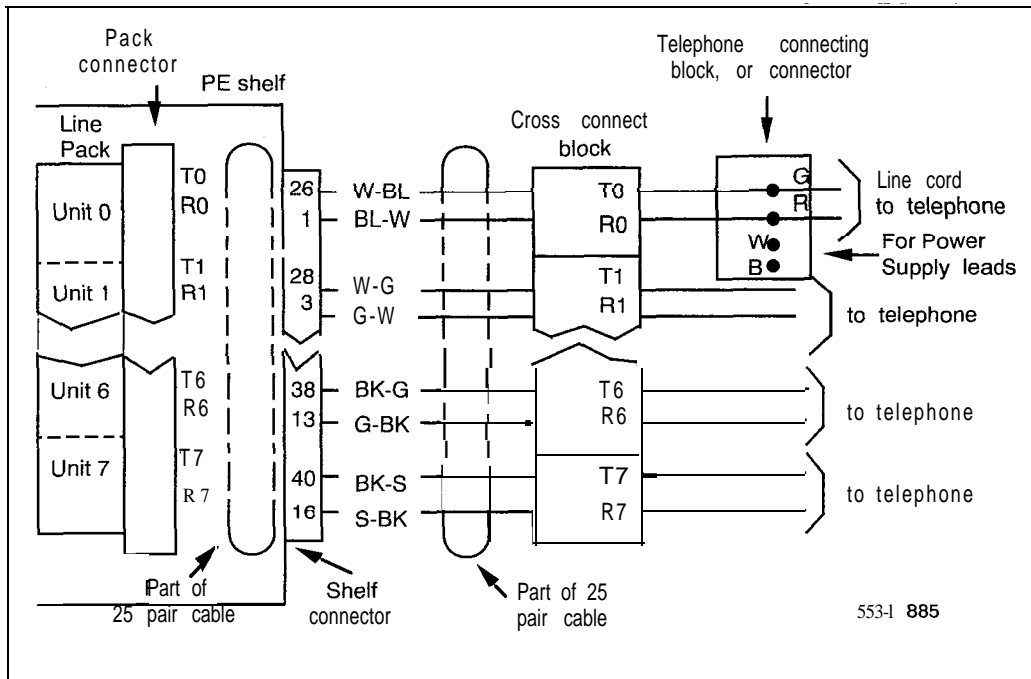 Pack
connector
PE shelf
Telephone connecting
block, or connector
Line
Pack
Cross connect
block
T0
R0
26
W-BL
T0
G
Line cord
to telephone
Unit 0
1
BL-W
R0
R
W
For Power
Supply leads
B
T1
R1
Unit 1
28
W-G
T1
3
G-W
R1
to telephone
Unit 6
T6
R6
38
BK-G
T6
13
G-BK
R6
to telephone
Unit 7
T7
R7
40
BK-S
T7
16
S-BK
R7
to telephone
Part of
25 pair cable
Shelf
connector
Part of 25
pair cable
553-1 885